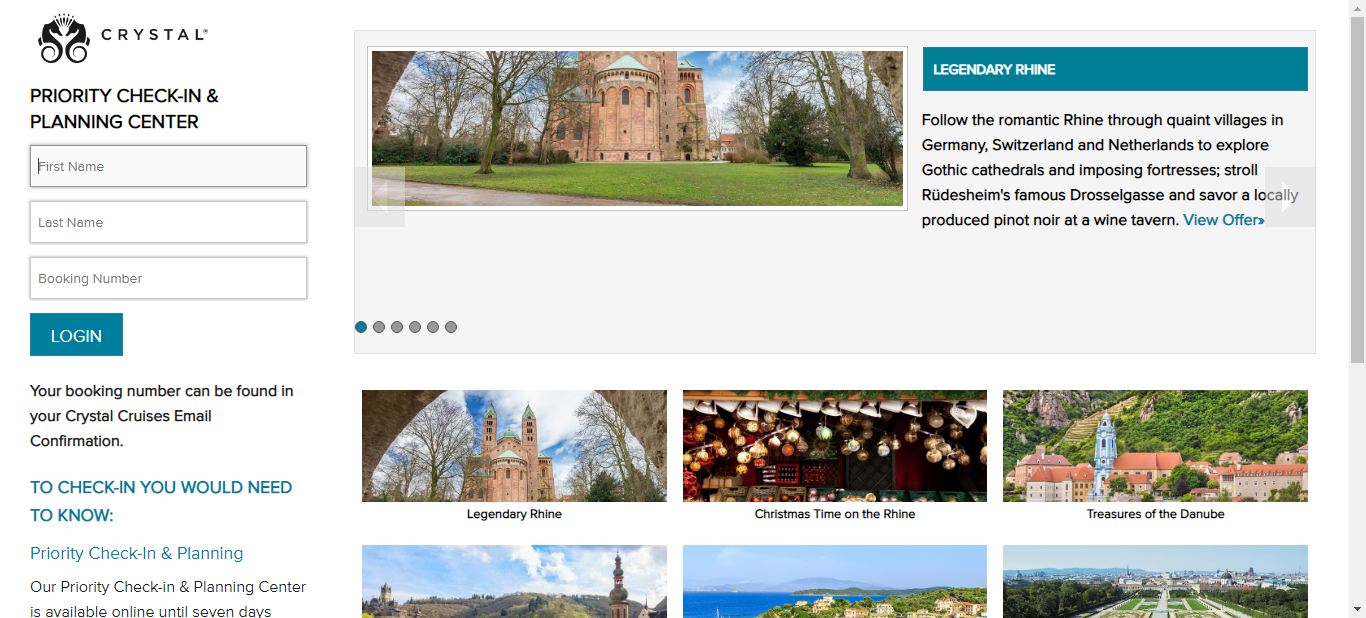 CRYSTAL®
PRIORITY CHECK-IN &
PLANNING CENTER
First Name
Last Name
Booking Number
LOGIN
Your booking number can be found in
your Crystal Cruises Email
Confirmation.
TO CHECK-IN YOU WOULD NEED
TO KNOW:
Priority Check-In & Planning
Our Priority Check-in & Planning Center
is available online until seven days
LEGENDARY RHINE
Follow the romantic Rhine through quaint villages in
Germany, Switzerland and Netherlands to explore
Gothic cathedrals and imposing fortresses; stroll
Rüdesheim's famous Drosselgasse and savor a locally
produced pinot noir at a wine tavern. View Offer»
Legendary Rhine
Christmas Time on the Rhine
Treasures of the Danube